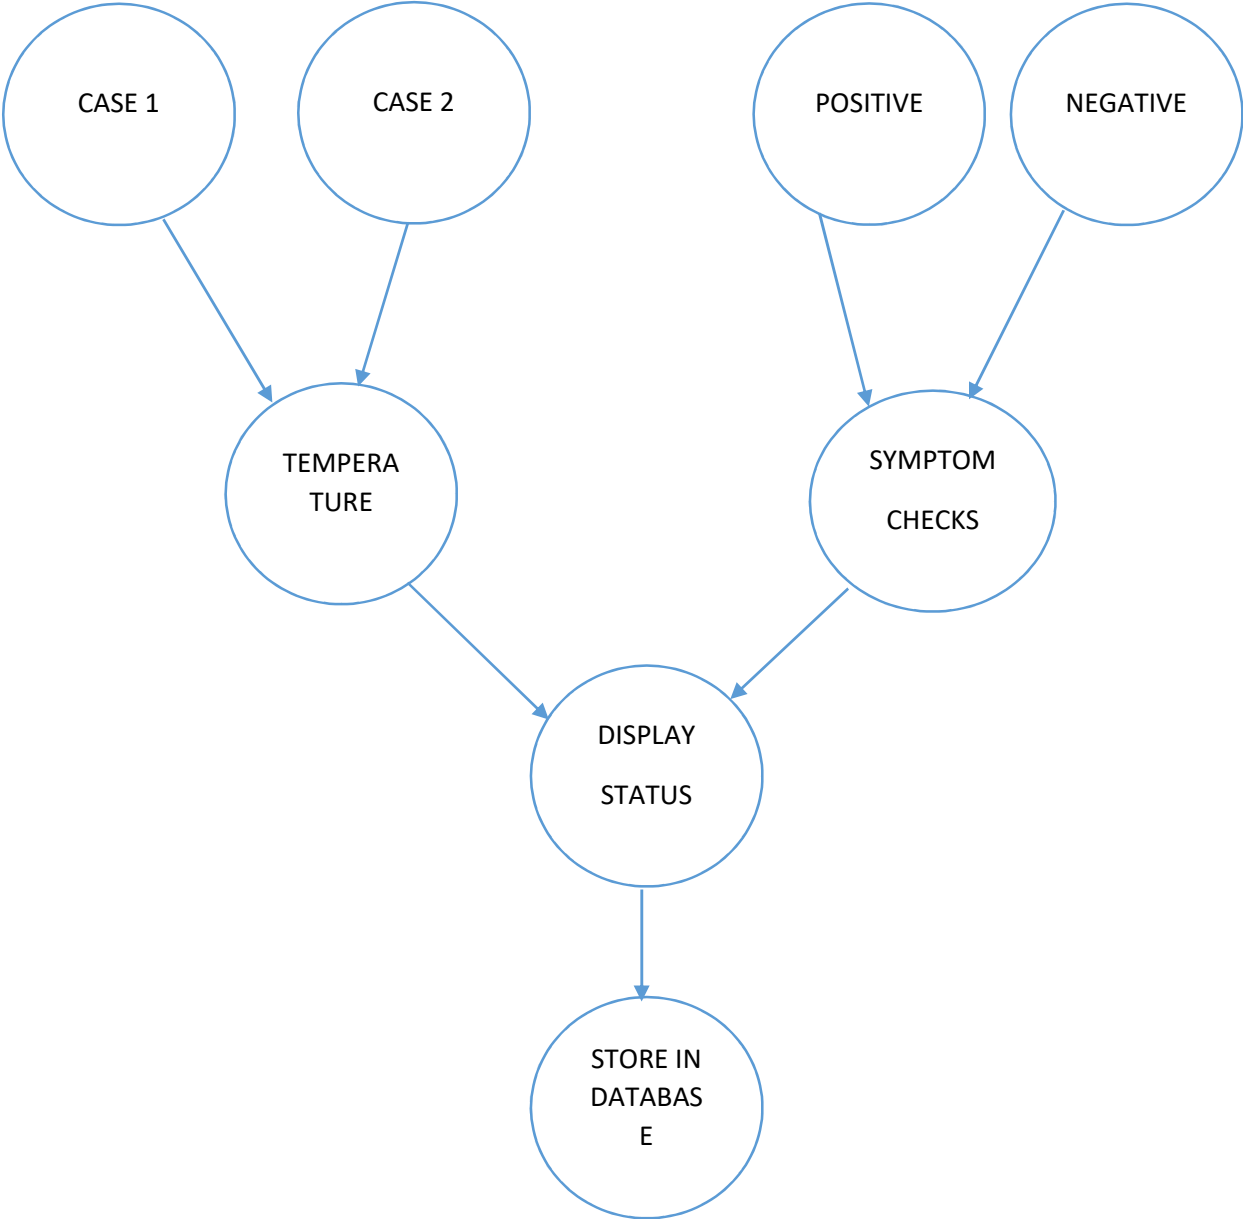 CASE 1
CASE 2
POSITIVE
NEGATIVE
TEMPERA
TURE
SYMPTOM
CHECKS
DISPLAY
STATUS
STORE IN
DATABAS
E